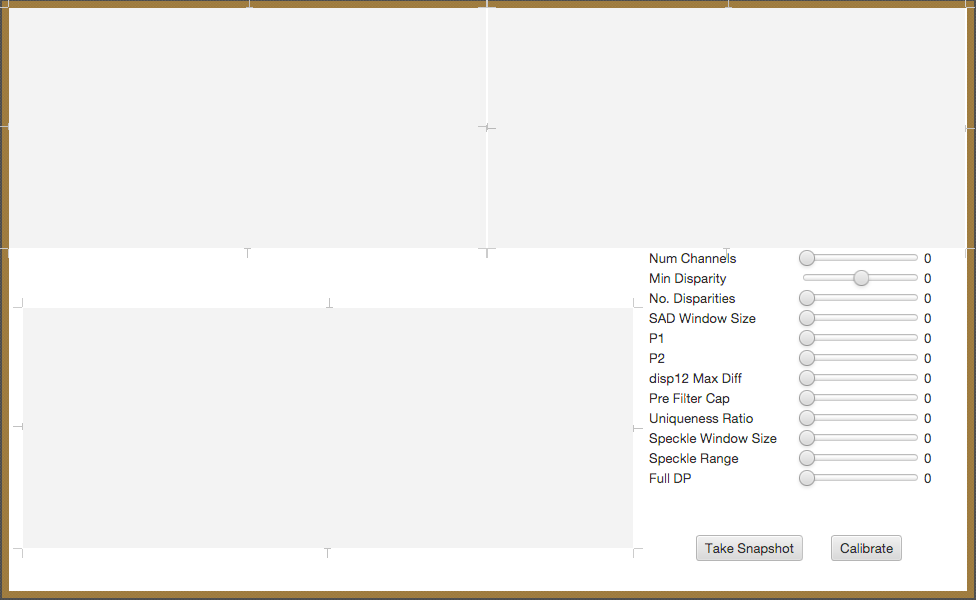 Num Channels 0
Min Disparity 0
No. Disparities 0
SAD Window Size 0
P1 0
P2 0
disp12 Max Diff 0
Pre Filter Cap 0
Uniqueness Ratio 0
Speckle Window Size 0
Speckle Range 0
Full DP 0
Take Snapshot Calibrate